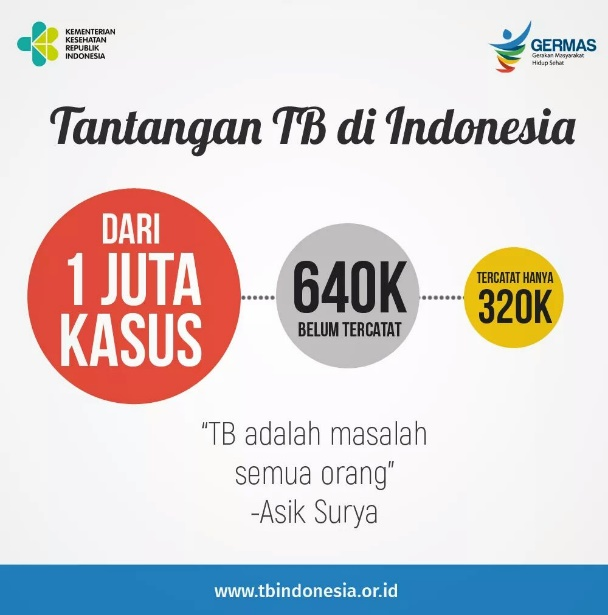 KEMENTERIAN
KESEHATAN
REPUBLIK
INDONESIA
GERMAS
Gerakan Masyarakat
Hidup Sehat
Tantangan TB di Indonesia
DARI
1 JUTA
KASUS
640K
BELUM TERCATAT
TERCATAT HANYA
320K
"TB adalah masalah
semua orang"
-Asik Surya
www.tbindonesia.or.id